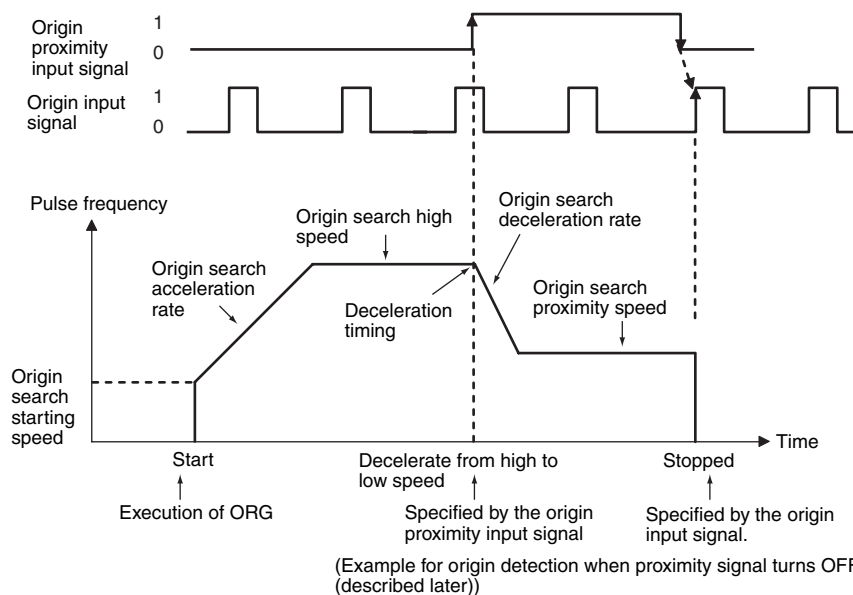 Origin
proximity
input signal
1
0
Origin input
signal
1
0
Pulse frequency
Origin search high
speed
Origin search
deceleration rate
Origin search
acceleration
rate
Deceleration
timing
Origin search
proximity speed
Origin
search
starting
speed
Time
Start
Decelerate from high to
low speed
Stopped
Execution of ORG
Specified by the origin
proximity input signal
Specified by the origin
input signal.
(Example for origin detection when proximity signal turns OFF
(described later))